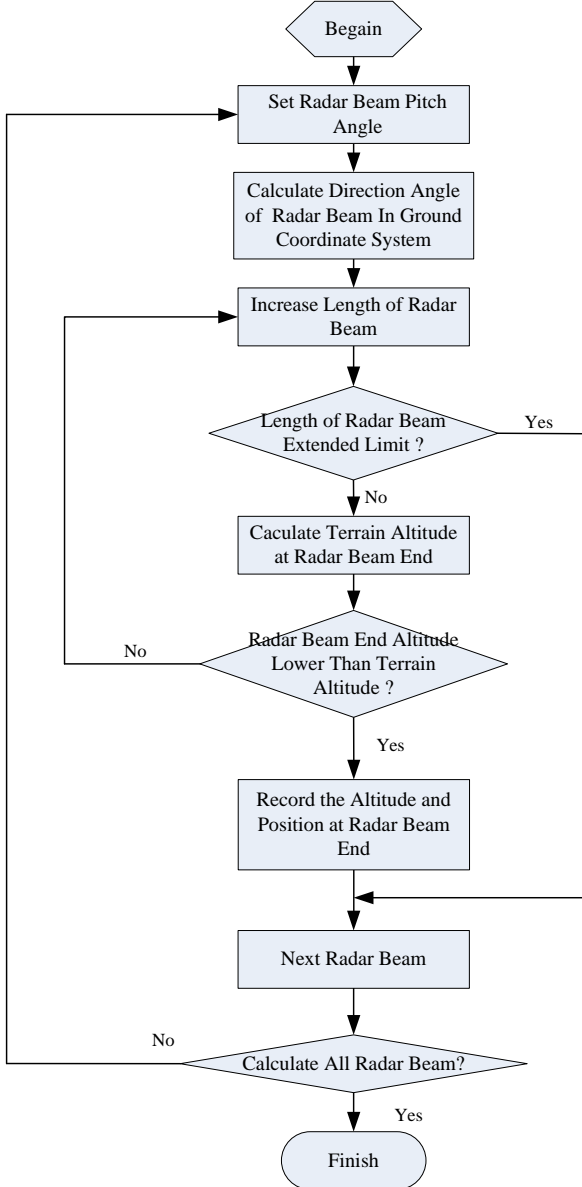 Begain
Set Radar Beam Pitch
Angle
Calculate Direction Angle
of Radar Beam In Ground
Coordinate System
Increase Length of Radar
Beam
Length of Radar Beam
Extended Limit ?
Yes
No
Caculate Terrain Altitude
at Radar Beam End
Radar Beam End Altitude
Lower Than Terrain
Altitude ?
No
Yes
Record the Altitude and
Position at Radar Beam
End
Next Radar Beam
No
Calculate All Radar Beam?
Yes
Finish